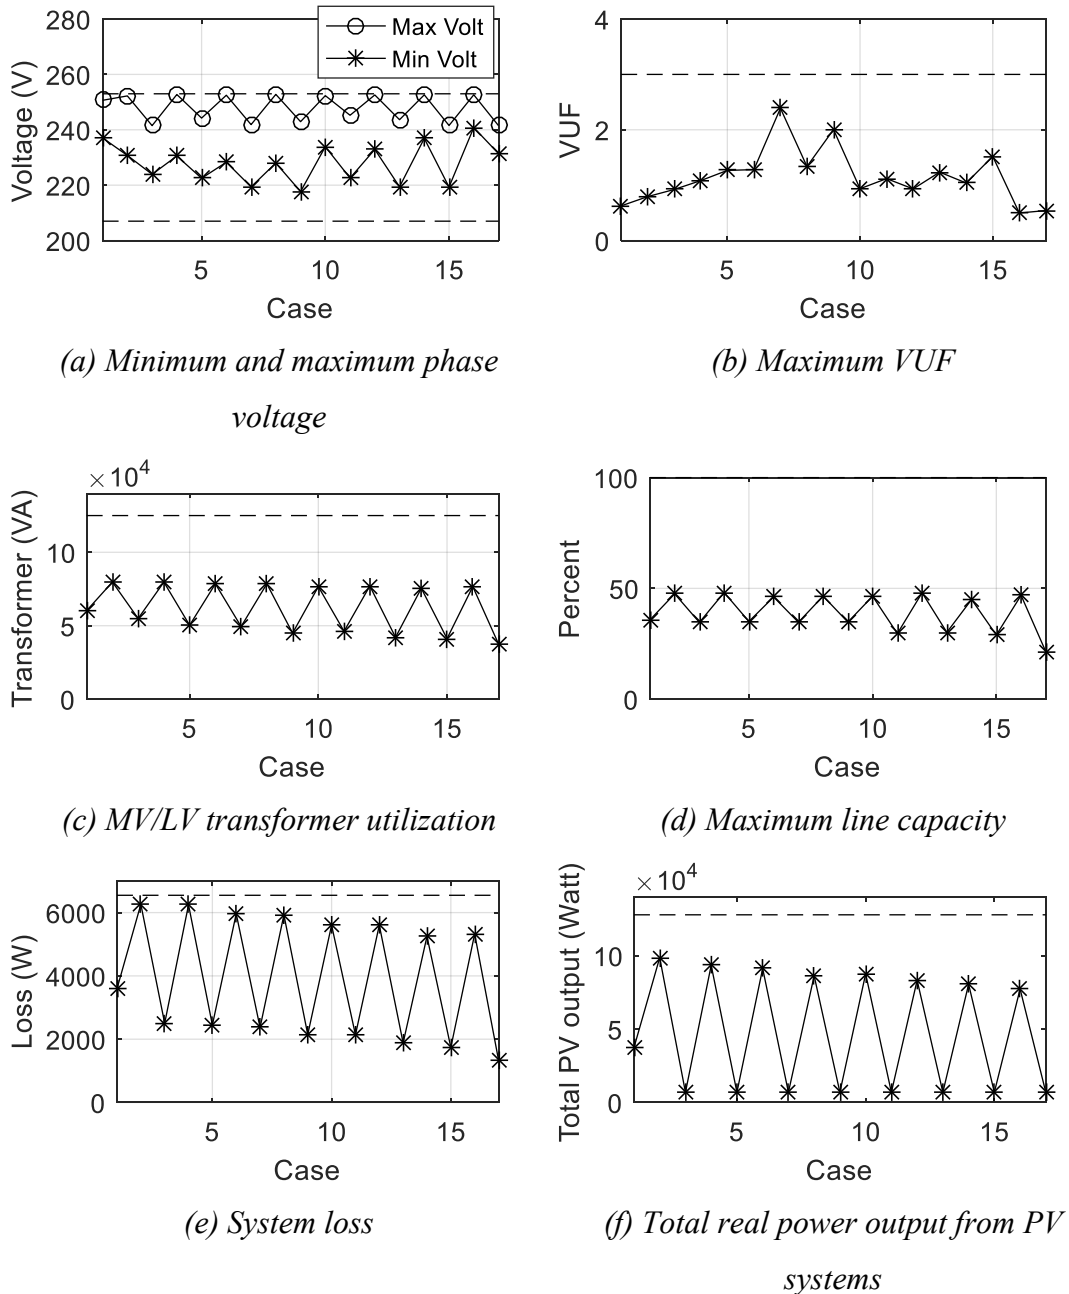 280
260
240
220
200
Voltage (V)
Max Volt
Min Volt
5
10
15
Case
(a) Minimum and maximum phase
voltage
4
2
0
VUF
5
10
15
Case
(b) Maximum VUF
×10⁴
10
5
0
Transformer (VA)
5
10
15
Case
(c) MV/LV transformer utilization
100
50
0
Percent
5
10
15
Case
(d) Maximum line capacity
6000
4000
2000
0
Loss (W)
5
10
15
Case
(e) System loss
×10⁴
10
5
0
Total PV output (Watt)
5
10
15
Case
(f) Total real power output from PV
systems